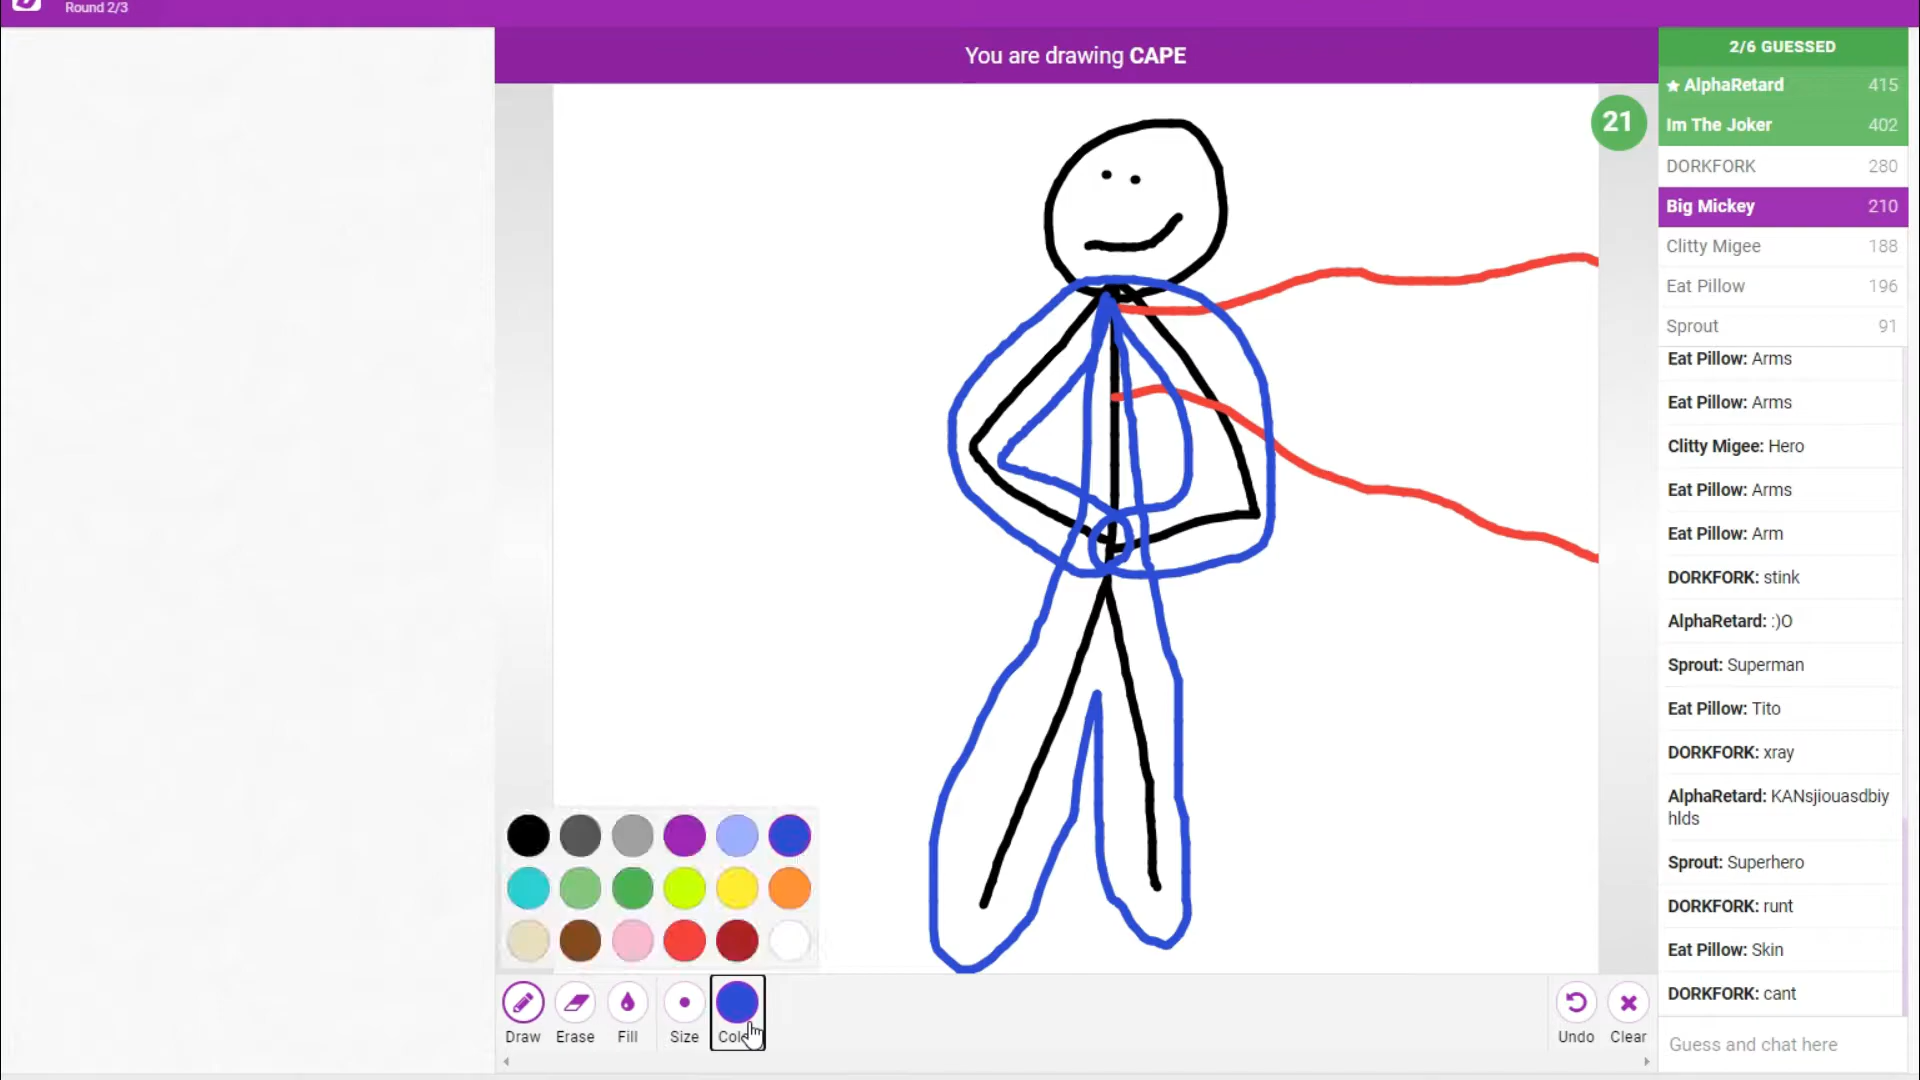 Round 2/3
You are drawing CAPE
21
2/6 GUESSED
AlphaRetard 415
Im The Joker 402
DORKFORK 280
Big Mickey 210
Clitty Migee 188
Eat Pillow 196
Sprout 91
Eat Pillow: Arms
Eat Pillow: Arms
Clitty Migee: Hero
Eat Pillow: Arms
Eat Pillow: Arm
DORKFORK: stink
AlphaRetard: :)O
Sprout: Superman
Eat Pillow: Tito
DORKFORK: xray
AlphaRetard: KANsjiouasdbiy
hlds
Sprout: Superhero
DORKFORK: runt
Eat Pillow: Skin
DORKFORK: cant
Guess and chat here
Draw Erase Fill Size Col Undo Clear